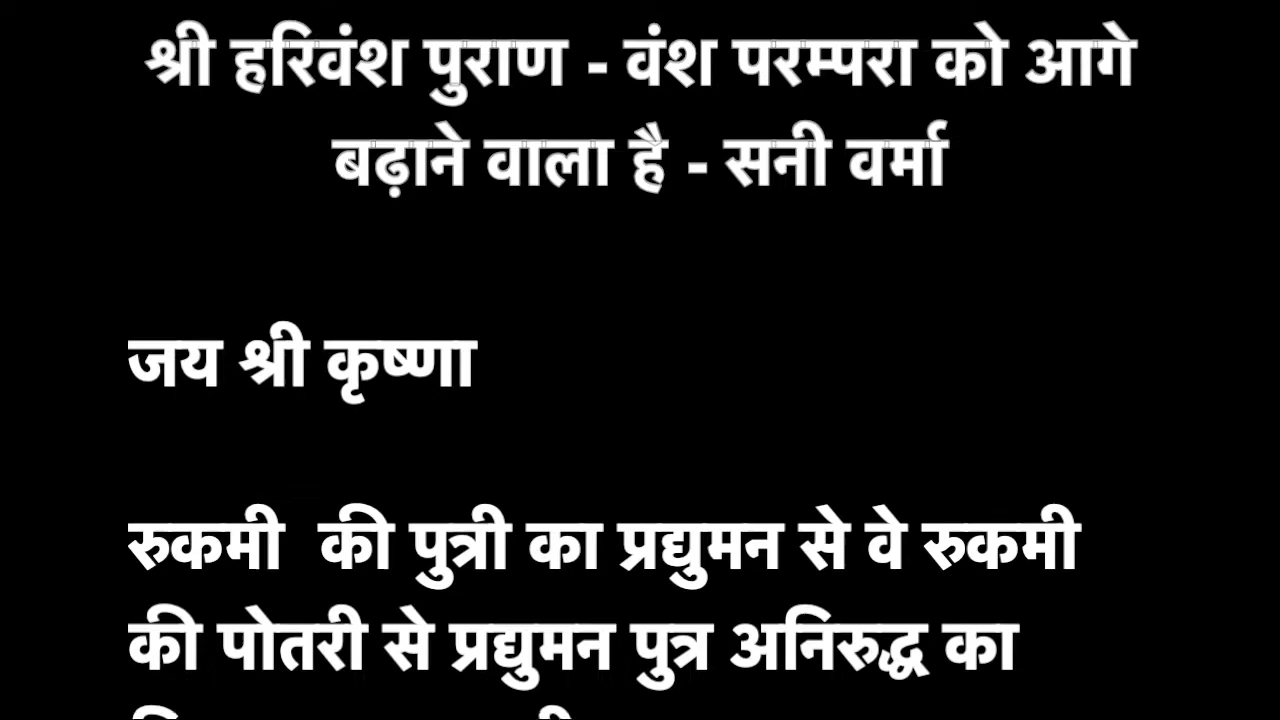 श्री हरिवंश पुराण - वंश परम्परा को आगे
बढ़ाने वाला है - सनी वर्मा
जय श्री कृष्णा
रुकमी की पुत्री का प्रद्युमन से वे रुकमी
की पोतरी से प्रद्युमन पुत्र अनिरुद्ध का